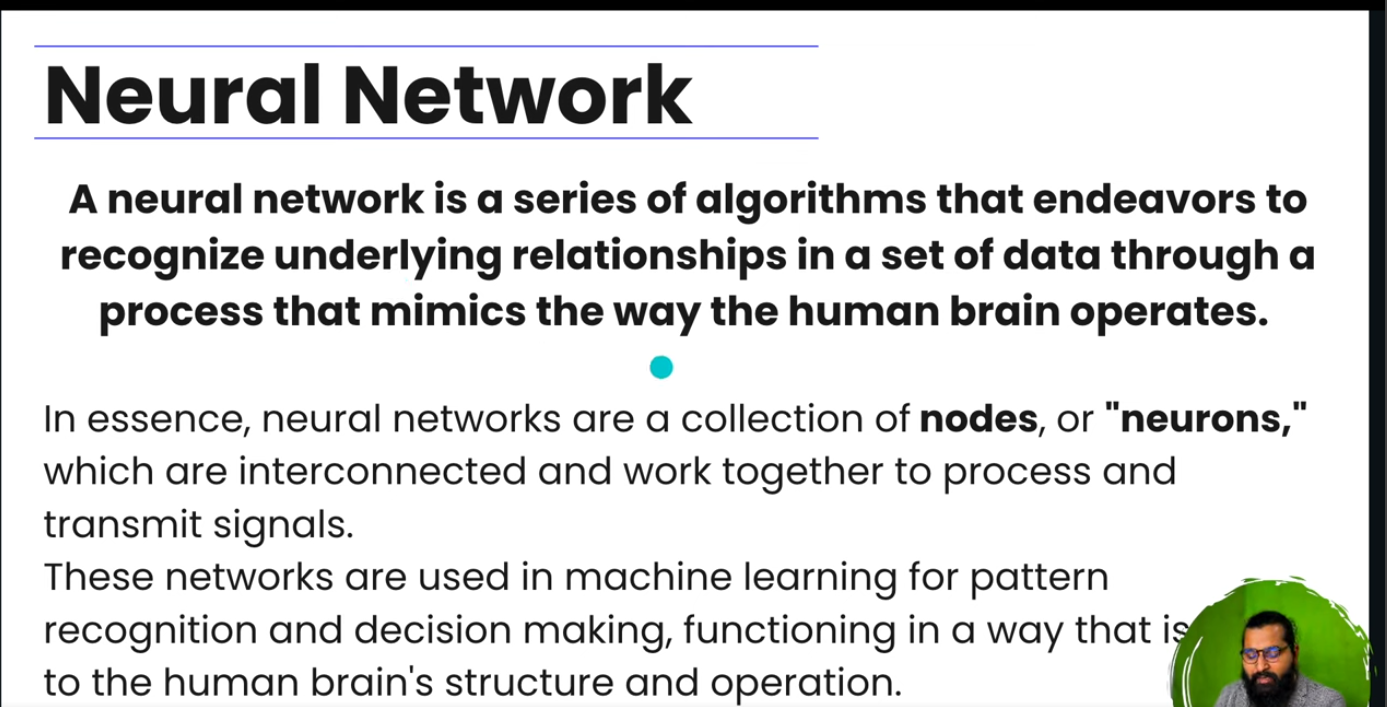 Neural Network
A neural network is a series of algorithms that endeavors to
recognize underlying relationships in a set of data through a
process that mimics the way the human brain operates.
In essence, neural networks are a collection of nodes, or "neurons,"
which are interconnected and work together to process and
transmit signals.
These networks are used in machine learning for pattern
recognition and decision making, functioning in a way that is
to the human brain's structure and operation.